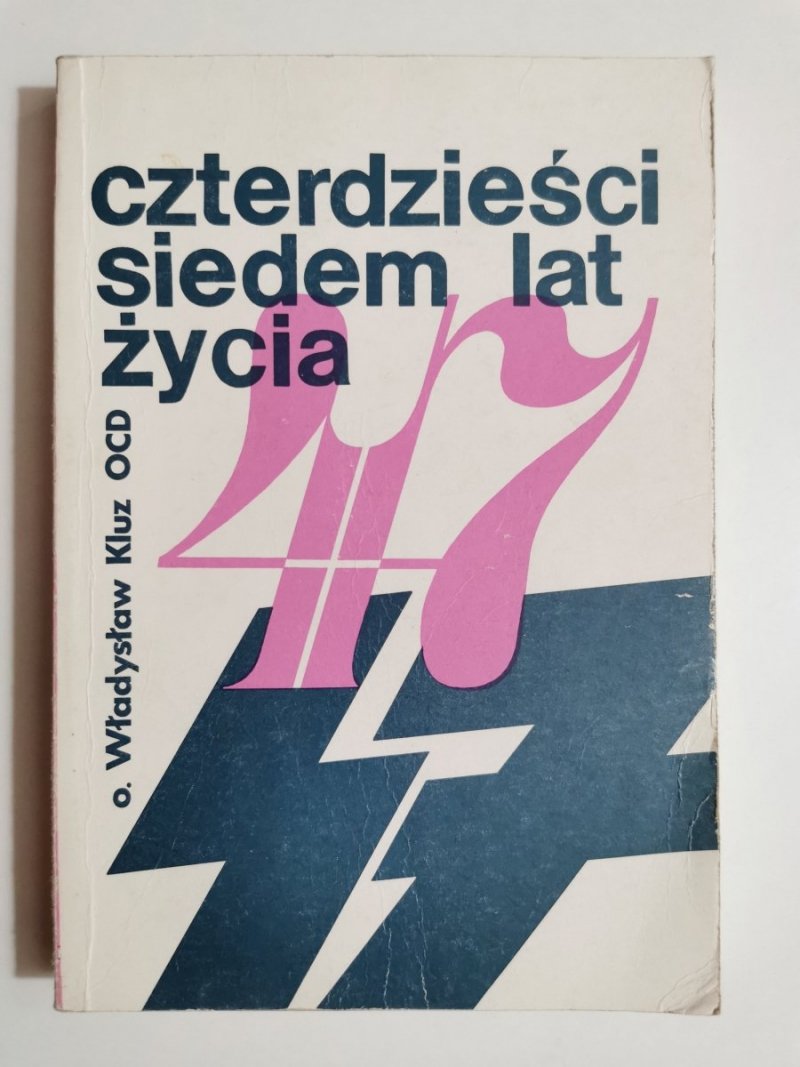 czterdzieści
siedem lat
życia
47
o. Władysław Kluz OCD